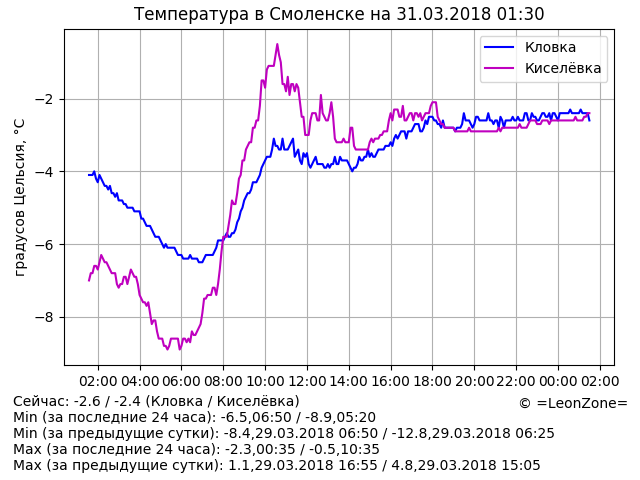 Температура в Смоленске на 31.03.2018 01:30
Кловка
Киселёвка
градусов Цельсия, °C
−2
−4
−6
−8
02:00 04:00 06:00 08:00 10:00 12:00 14:00 16:00 18:00 20:00 22:00 00:00 02:00
Сейчас: -2.6 / -2.4 (Кловка / Киселёвка)
© =LeonZone=
Min (за последние 24 часа): -6.5,06:50 / -8.9,05:20
Min (за предыдущие сутки): -8.4,29.03.2018 06:50 / -12.8,29.03.2018 06:25
Max (за последние 24 часа): -2.3,00:35 / -0.5,10:35
Max (за предыдущие сутки): 1.1,29.03.2018 16:55 / 4.8,29.03.2018 15:05